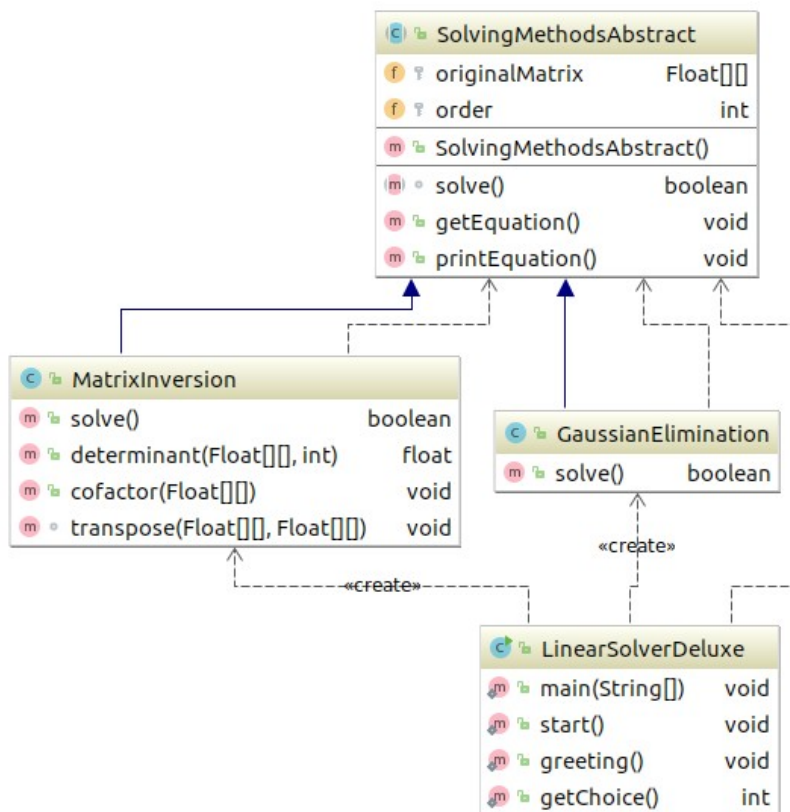 SolvingMethodsAbstract
originalMatrix Float[][]
order int
SolvingMethodsAbstract()
solve() boolean
getEquation() void
printEquation() void
MatrixInversion
solve() boolean
determinant(Float[][], int) float
cofactor(Float[][]) void
transpose(Float[][], Float[][]) void
GaussianElimination
solve() boolean
«create»
«create»
LinearSolverDeluxe
main(String[]) void
start() void
greeting() void
getChoice() int